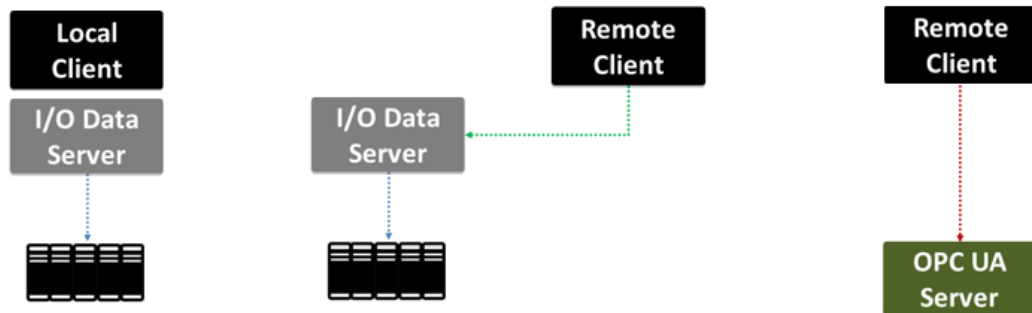 Local
Client
I/O Data
Server
Remote
Client
I/O Data
Server
Remote
Client
OPC UA
Server